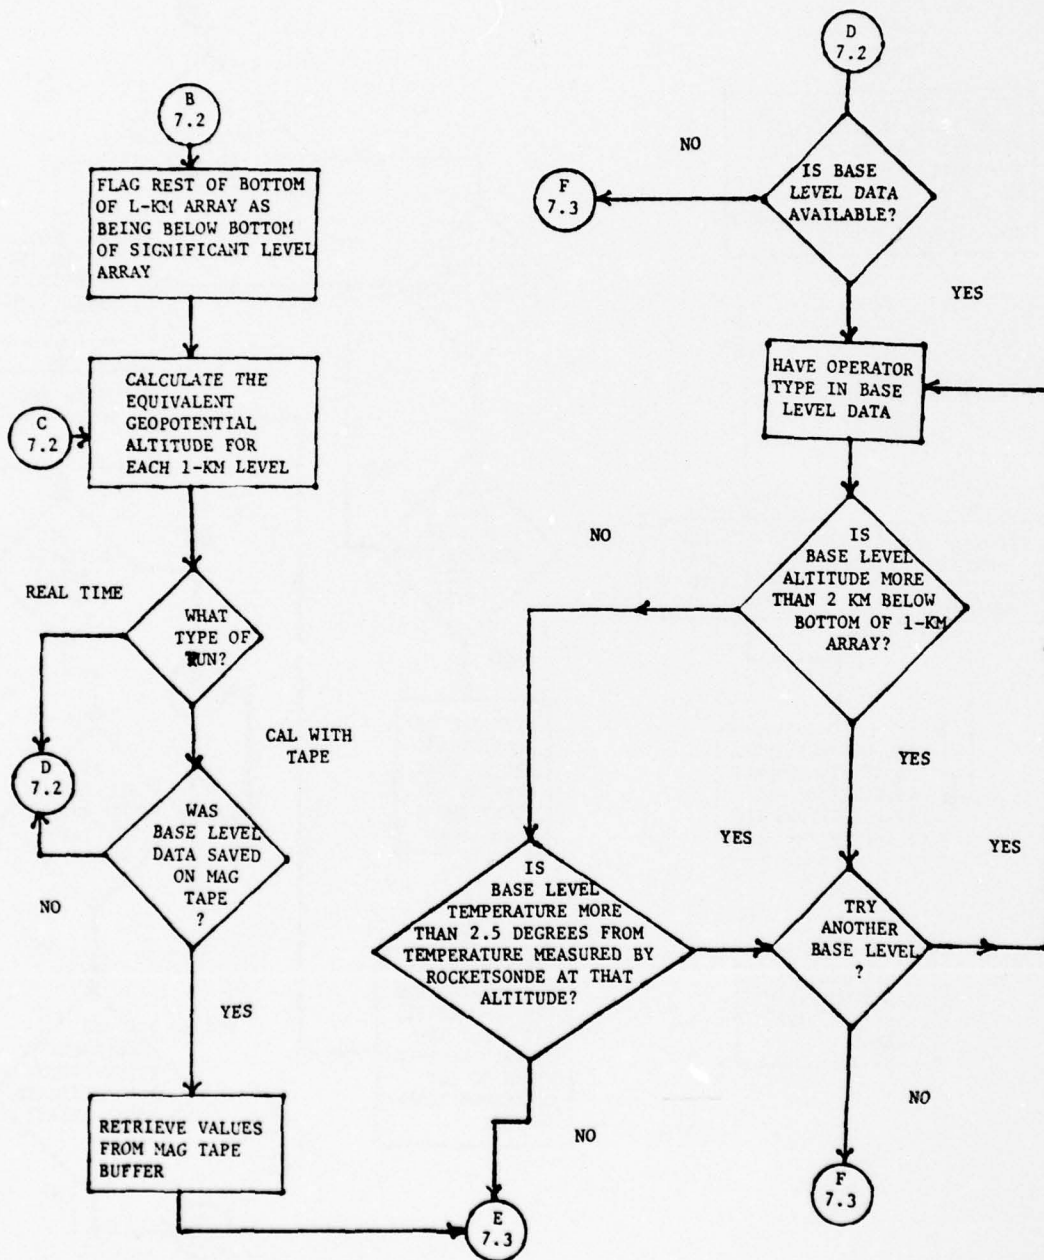 B
7.2
FLAG REST OF BOTTOM
OF L-KM ARRAY AS
BEING BELOW BOTTOM
OF SIGNIFICANT LEVEL
ARRAY
CALCULATE THE
EQUIVALENT
GEOPOTENTIAL
ALTITUDE FOR
EACH 1-KM LEVEL
C
7.2
REAL TIME
WHAT
TYPE OF
RUN?
CAL WITH
TAPE
D
7.2
WAS
BASE LEVEL
DATA SAVED
ON MAG
TAPE
?
NO
YES
RETRIEVE VALUES
FROM MAG TAPE
BUFFER
E
7.3
D
7.2
NO
IS BASE
LEVEL DATA
AVAILABLE?
F
7.3
YES
HAVE OPERATOR
TYPE IN BASE
LEVEL DATA
NO
IS
BASE LEVEL
ALTITUDE MORE
THAN 2 KM BELOW
BOTTOM OF 1-KM
ARRAY?
YES
YES
YES
IS
BASE LEVEL
TEMPERATURE MORE
THAN 2.5 DEGREES FROM
TEMPERATURE MEASURED BY
ROCKETSONDE AT THAT
ALTITUDE?
TRY
ANOTHER
BASE LEVEL
?
NO
NO
F
7.3